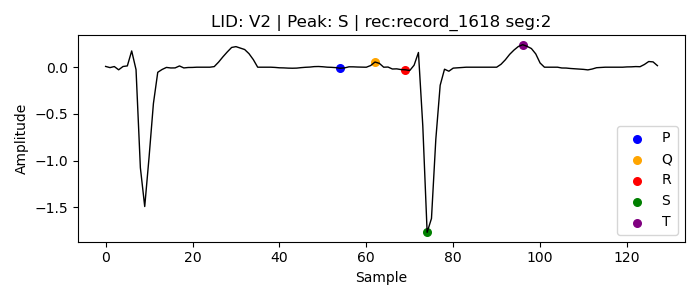 LID: V2 | Peak: S | rec:record_1618 seg:2
Amplitude
0.0
−0.5
−1.0
−1.5
P
Q
R
S
T
0
20
40
60
80
100
120
Sample